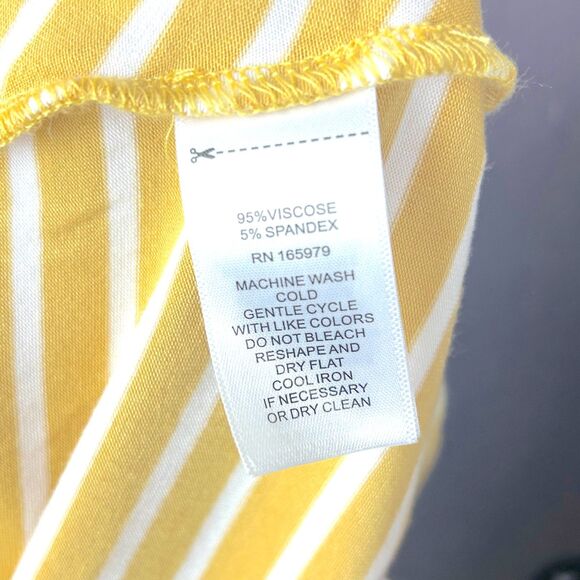 95%VISCOSE
5% SPANDEX
RN 165979
MACHINE WASH
COLD
GENTLE CYCLE
WITH LIKE COLORS
DO NOT BLEACH
RESHAPE AND
DRY FLAT
COOL IRON
IF NECESSARY
OR DRY CLEAN